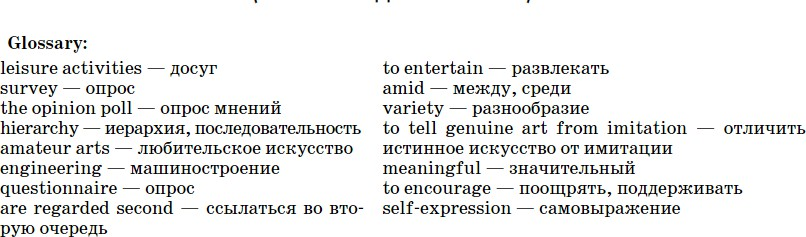 Glossary:
leisure activities — досуг
survey — опрос
the opinion poll — опрос мнений
hierarchy — иерархия, последовательность
amateur arts — любительское искусство
engineering — машиностроение
questionnaire — опрос
are regarded second — ссылаться во вто-
рую очередь
to entertain — развлекать
amid — между, среди
variety — разнообразие
to tell genuine art from imitation — отличить
истинное искусство от имитации
meaningful — значительный
to encourage — поощрять, поддерживать
self-expression — самовыражение